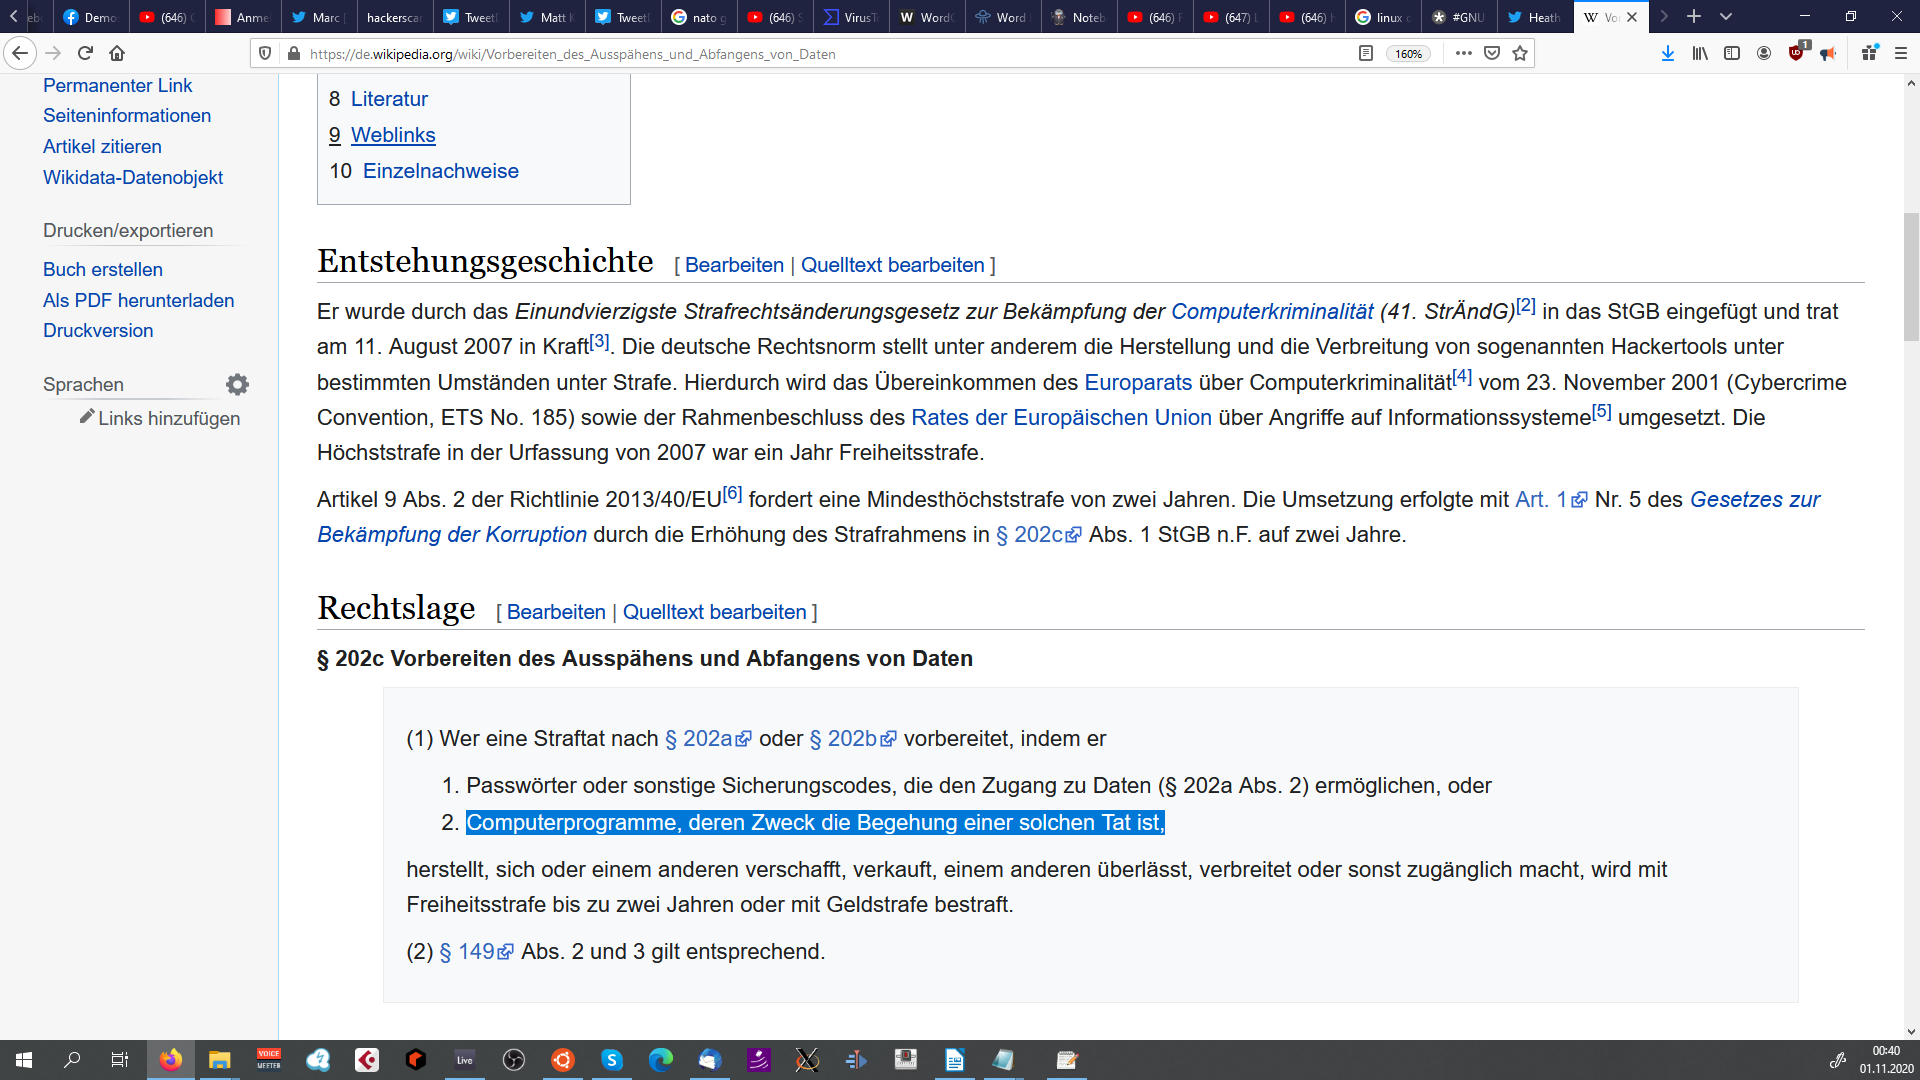 Demo:
(646) (
Anme
Marc
hackerscar
TweetI
Matt K
TweetI
nato g
(646) S
VirusT
WordC
Word
Noteb
(646) F
(647) L
(646) H
linux c
#GNU
Heath
Vor
https://de.wikipedia.org/wiki/Vorbereiten_des_Ausspähens_und_Abfangens_von_Daten
160%
1
Permanenter Link
Seiteninformationen
Artikel zitieren
Wikidata-Datenobjekt
Drucken/exportieren
Buch erstellen
Als PDF herunterladen
Druckversion
Sprachen
Links hinzufügen
8 Literatur
9 Weblinks
10 Einzelnachweise
Entstehungsgeschichte [ Bearbeiten | Quelltext bearbeiten ]
Er wurde durch das Einundvierzigste Strafrechtsänderungsgesetz zur Bekämpfung der Computerkriminalität (41. StrÄndG)[2] in das StGB eingefügt und trat
am 11. August 2007 in Kraft[3]. Die deutsche Rechtsnorm stellt unter anderem die Herstellung und die Verbreitung von sogenannten Hackertools unter
bestimmten Umständen unter Strafe. Hierdurch wird das Übereinkommen des Europarats über Computerkriminalität[4] vom 23. November 2001 (Cybercrime
Convention, ETS No. 185) sowie der Rahmenbeschluss des Rates der Europäischen Union über Angriffe auf Informationssysteme[5] umgesetzt. Die
Höchststrafe in der Urfassung von 2007 war ein Jahr Freiheitsstrafe.
Artikel 9 Abs. 2 der Richtlinie 2013/40/EU[6] fordert eine Mindesthöchststrafe von zwei Jahren. Die Umsetzung erfolgte mit Art. 1 Nr. 5 des Gesetzes zur
Bekämpfung der Korruption durch die Erhöhung des Strafrahmens in § 202c Abs. 1 StGB n.F. auf zwei Jahre.
Rechtslage [ Bearbeiten | Quelltext bearbeiten ]
§ 202c Vorbereiten des Ausspähens und Abfangens von Daten
(1) Wer eine Straftat nach § 202a oder § 202b vorbereitet, indem er
1. Passwörter oder sonstige Sicherungscodes, die den Zugang zu Daten (§ 202a Abs. 2) ermöglichen, oder
2. Computerprogramme, deren Zweck die Begehung einer solchen Tat ist,
herstellt, sich oder einem anderen verschafft, verkauft, einem anderen überlässt, verbreitet oder sonst zugänglich macht, wird mit
Freiheitsstrafe bis zu zwei Jahren oder mit Geldstrafe bestraft.
(2) § 149 Abs. 2 und 3 gilt entsprechend.
VOICE
MEETER
Live
00:40
01.11.2020